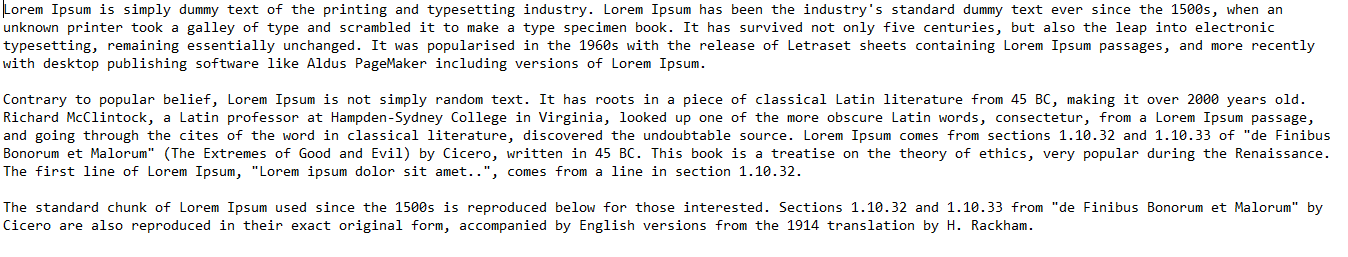 Lorem Ipsum is simply dummy text of the printing and typesetting industry. Lorem Ipsum has been the industry's standard dummy text ever since the 1500s, when an
unknown printer took a galley of type and scrambled it to make a type specimen book. It has survived not only five centuries, but also the leap into electronic
typesetting, remaining essentially unchanged. It was popularised in the 1960s with the release of Letraset sheets containing Lorem Ipsum passages, and more recently
with desktop publishing software like Aldus PageMaker including versions of Lorem Ipsum.

Contrary to popular belief, Lorem Ipsum is not simply random text. It has roots in a piece of classical Latin literature from 45 BC, making it over 2000 years old.
Richard McClintock, a Latin professor at Hampden-Sydney College in Virginia, looked up one of the more obscure Latin words, consectetur, from a Lorem Ipsum passage,
and going through the cites of the word in classical literature, discovered the undoubtable source. Lorem Ipsum comes from sections 1.10.32 and 1.10.33 of "de Finibus
Bonorum et Malorum" (The Extremes of Good and Evil) by Cicero, written in 45 BC. This book is a treatise on the theory of ethics, very popular during the Renaissance.
The first line of Lorem Ipsum, "Lorem ipsum dolor sit amet..", comes from a line in section 1.10.32.

The standard chunk of Lorem Ipsum used since the 1500s is reproduced below for those interested. Sections 1.10.32 and 1.10.33 from "de Finibus Bonorum et Malorum" by
Cicero are also reproduced in their exact original form, accompanied by English versions from the 1914 translation by H. Rackham.